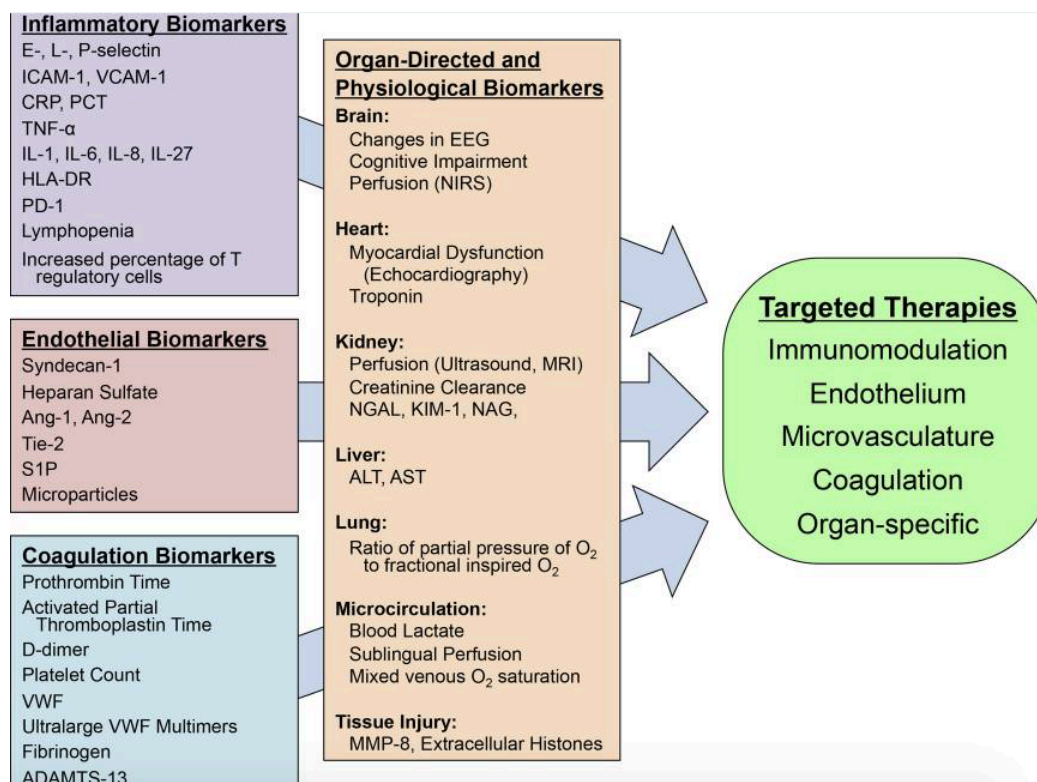 Inflammatory Biomarkers
E-, L-, P-selectin
ICAM-1, VCAM-1
CRP, PCT
TNF-α
IL-1, IL-6, IL-8, IL-27
HLA-DR
PD-1
Lymphopenia
Increased percentage of T
regulatory cells
Endothelial Biomarkers
Syndecan-1
Heparan Sulfate
Ang-1, Ang-2
Tie-2
S1P
Microparticles
Coagulation Biomarkers
Prothrombin Time
Activated Partial
Thromboplastin Time
D-dimer
Platelet Count
VWF
Ultralarge VWF Multimers
Fibrinogen
ADAMTS-13
Organ-Directed and
Physiological Biomarkers
Brain:
Changes in EEG
Cognitive Impairment
Perfusion (NIRS)
Heart:
Myocardial Dysfunction
(Echocardiography)
Troponin
Kidney:
Perfusion (Ultrasound, MRI)
Creatinine Clearance
NGAL, KIM-1, NAG,
Liver:
ALT, AST
Lung:
Ratio of partial pressure of O₂
to fractional inspired O₂
Microcirculation:
Blood Lactate
Sublingual Perfusion
Mixed venous O₂ saturation
Tissue Injury:
MMP-8, Extracellular Histones
Targeted Therapies
Immunomodulation
Endothelium
Microvasculature
Coagulation
Organ-specific